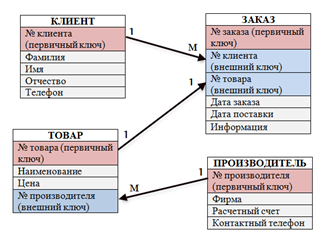 КЛИЕНТ
№ клиента
(первичный ключ)
Фамилия
Имя
Отчество
Телефон
1
М
ЗАКАЗ
№ заказа (первичный
ключ)
№ клиента
(внешний ключ)
№ товара
(внешний ключ)
Дата заказа
Дата поставки
Информация
1
1
ТОВАР
№ товара (первичный
ключ)
Наименование
Цена
№ производителя
(внешний ключ)
М
1
ПРОИЗВОДИТЕЛЬ
№ производителя
(первичный ключ)
Фирма
Расчетный счет
Контактный телефон